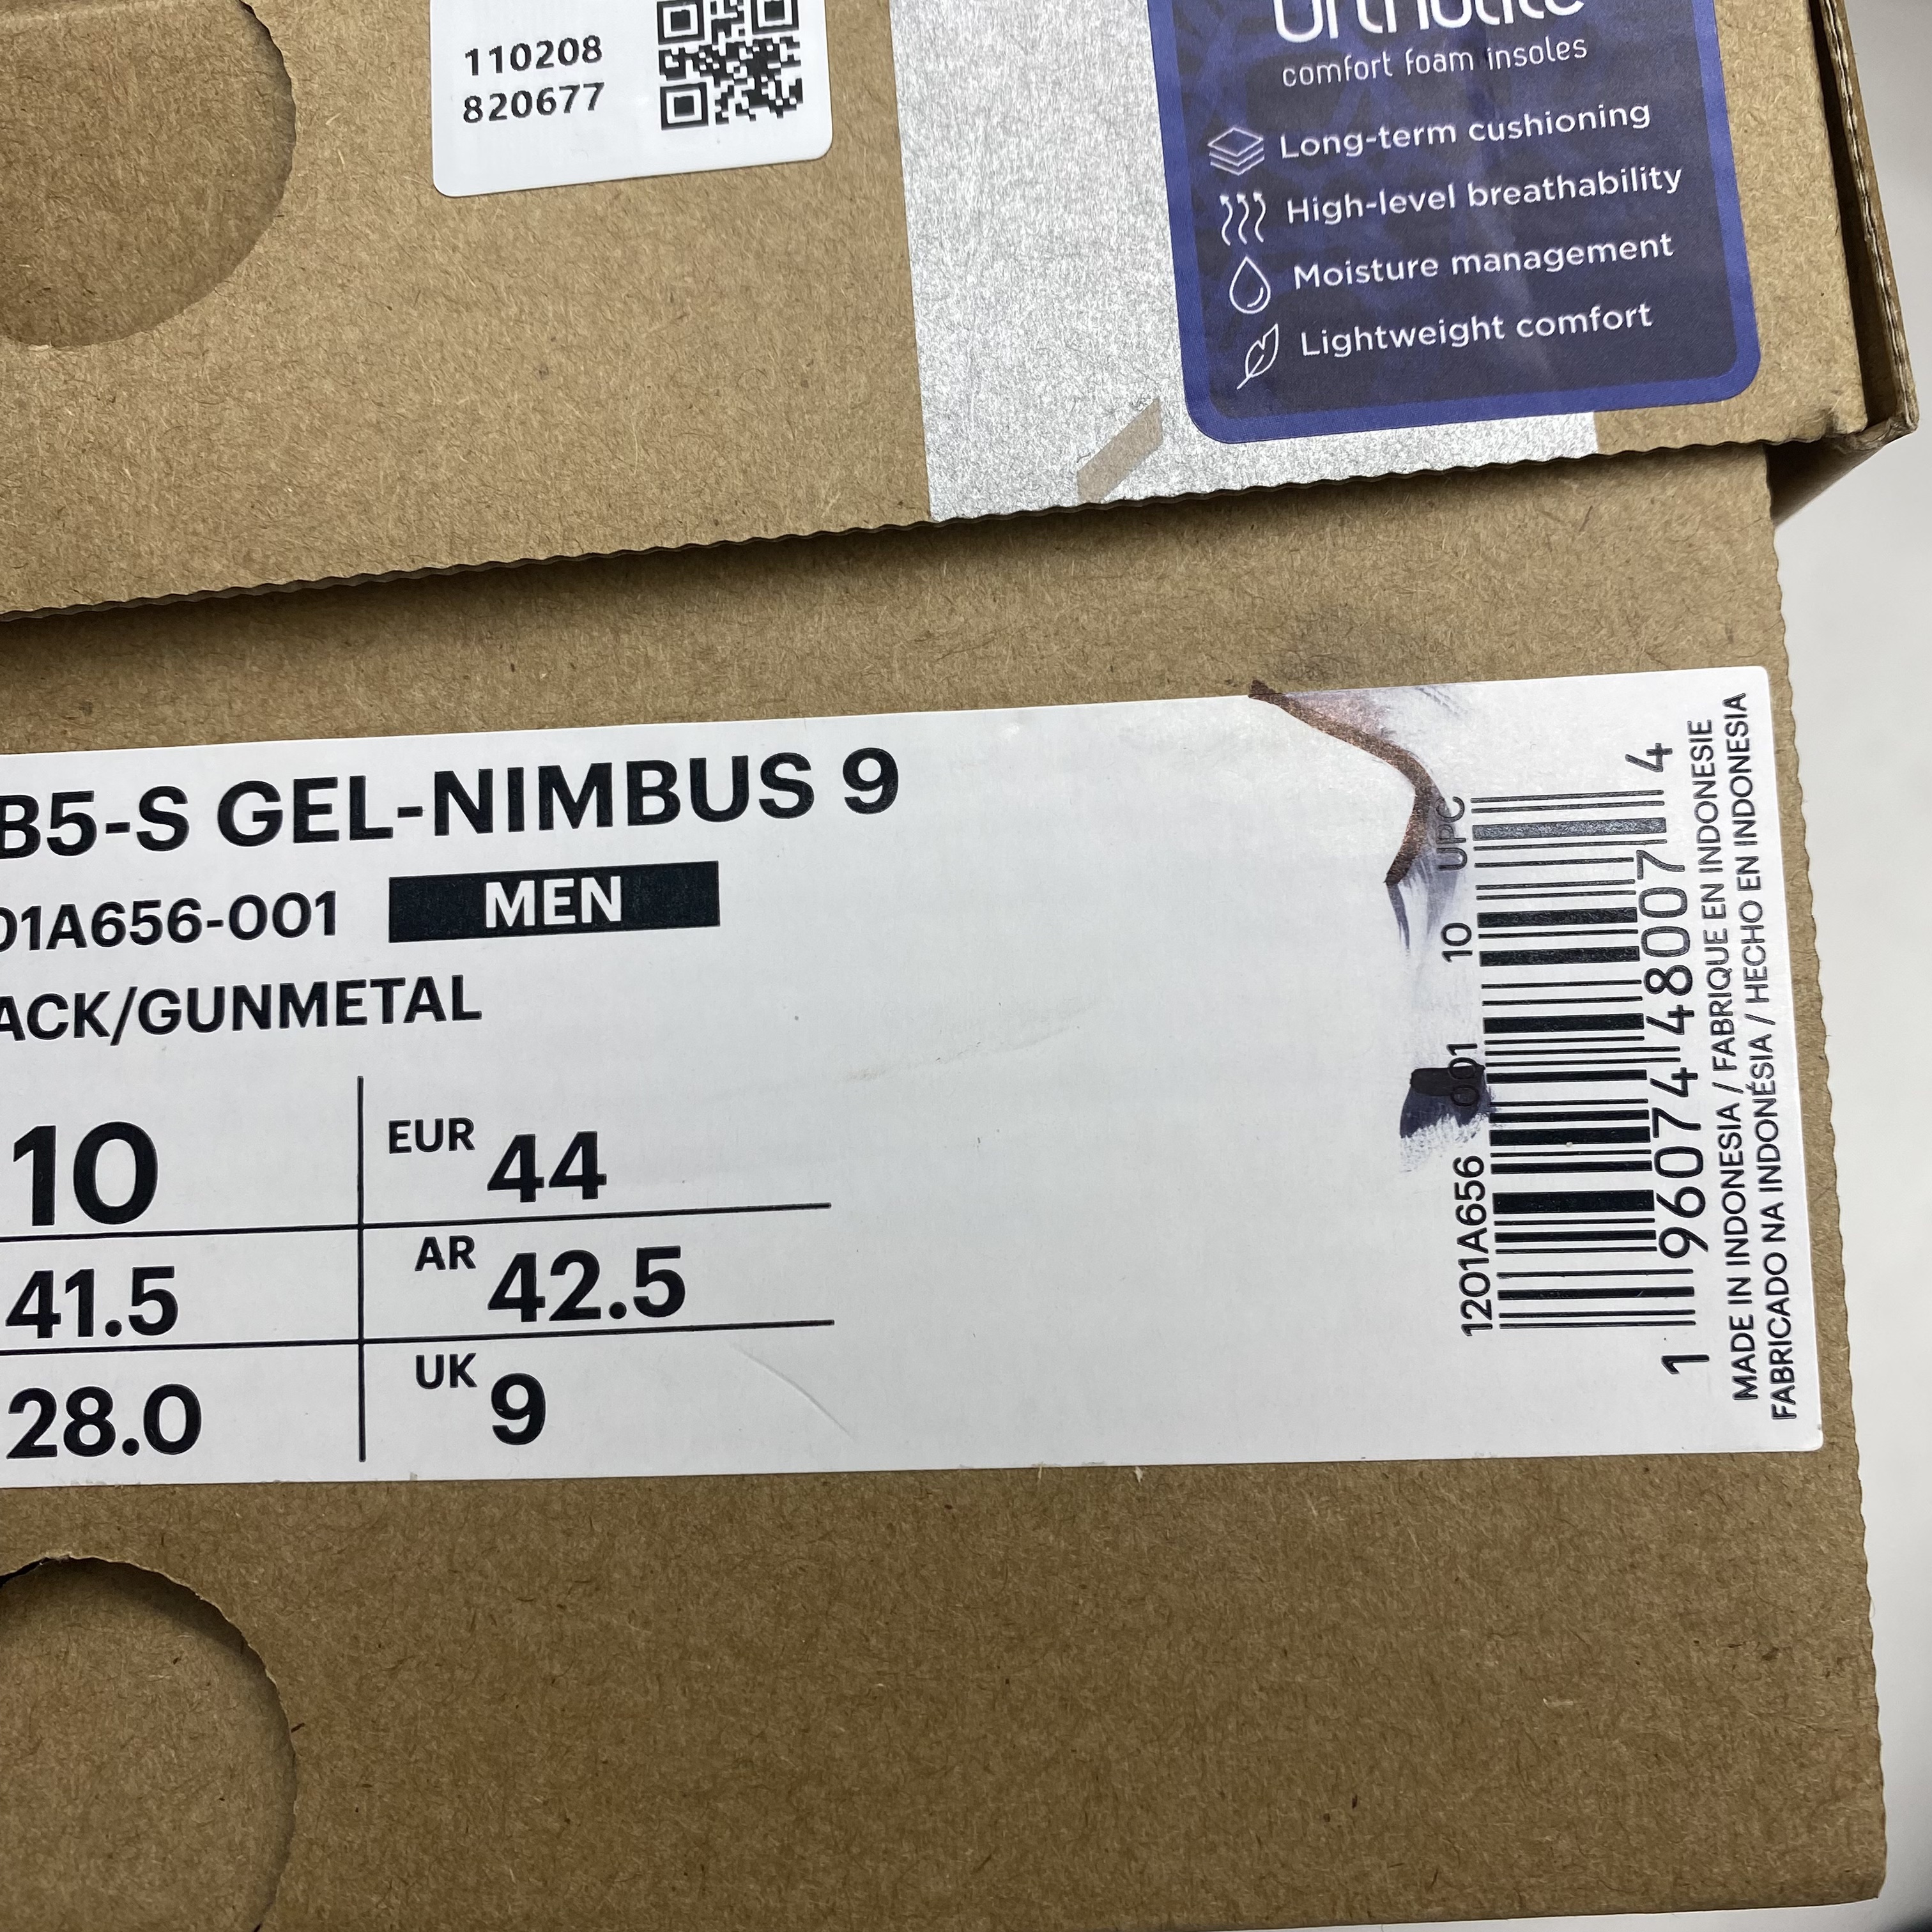 110208
820677
Ortholite
comfort foam insoles
Long-term cushioning
High-level breathability
Moisture management
Lightweight comfort
B5-S GEL-NIMBUS 9
01A656-001 MEN
ACK/GUNMETAL
10 EUR 44
41.5 AR 42.5
28.0 UK 9
1201A656 001 10 UPC
1 96074 48007 4
MADE IN INDONESIA / FABRIQUE EN INDONESIE
FABRICADO NA INDONÉSIA / HECHO EN INDONESIA